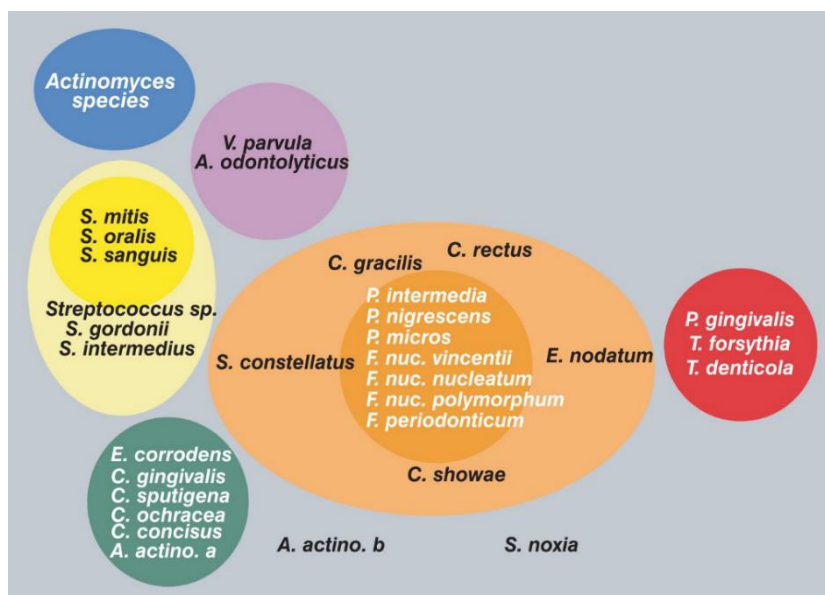 Actinomyces
species
V. parvula
A. odontolyticus
S. mitis
S. oralis
S. sanguis
Streptococcus sp.
S. gordonii
S. intermedius
C. gracilis
C. rectus
P. intermedia
P. nigrescens
P. micros
F. nuc. vincentii
F. nuc. nucleatum
F. nuc. polymorphum
F. periodonticum
S. constellatus
E. nodatum
C. showae
P. gingivalis
T. forsythia
T. denticola
E. corrodens
C. gingivalis
C. sputigena
C. ochracea
C. concisus
A. actino. a
A. actino. b
S. noxia